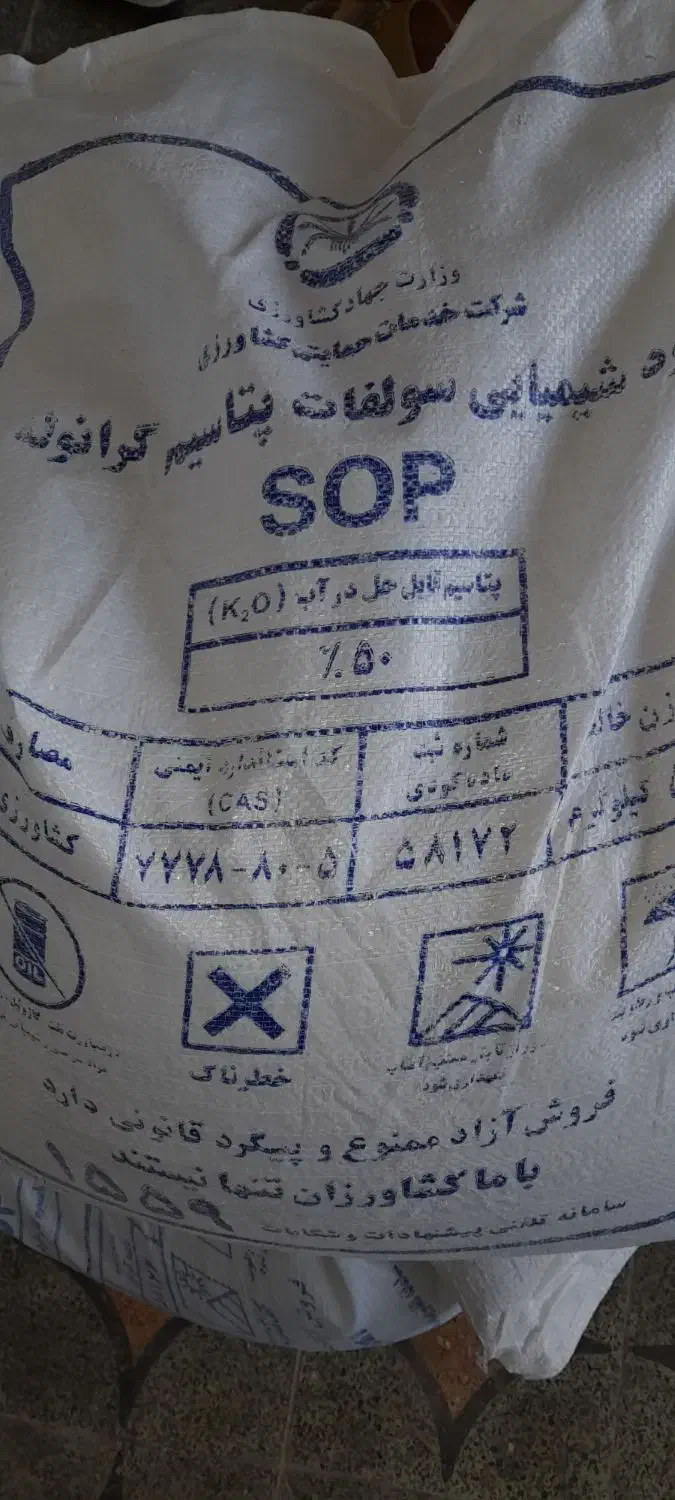 وزارت جهاد کشاورزی
شرکت خدمات حمایتی کشاورزی
شیمیایی سولفات پتاسیم گرانوله
SOP
پتاسیم قابل حل در آب (K₂O)
٪۵۰
شماره ثبت ماده کودی
کد استاندارد ایمنی (CAS)
کیلوگرم
۵۸۱۷۲
۷۷۷۸-۸۰-۵
کشاورزی
OIL
خطرناک
فروش آزاد ممنوع و پیگرد قانونی دارد
با ما کشاورزان تنها نیستند
سامانه تلفنی پیشنهادات و شکایات ۱۵۵۹